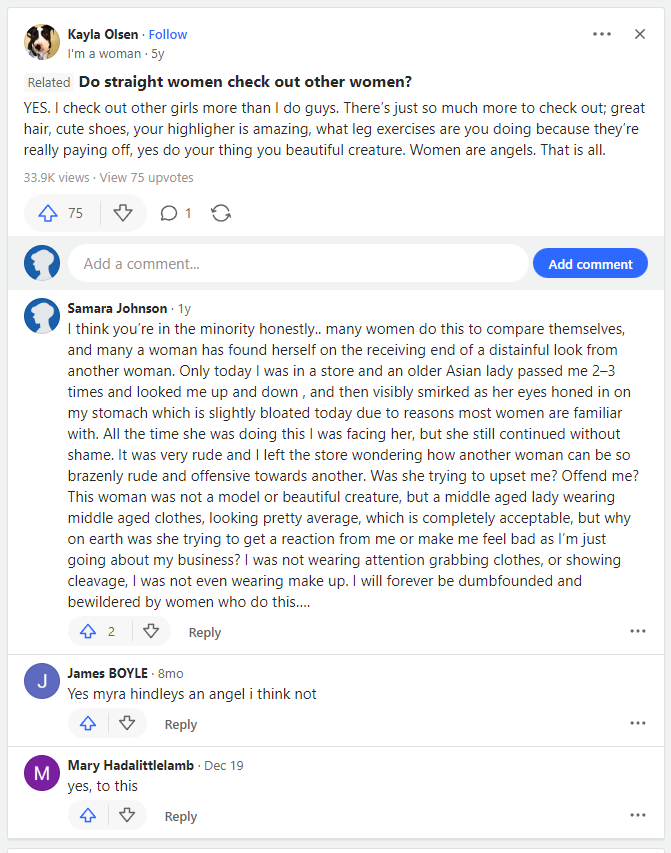 Kayla Olsen · Follow
I'm a woman · 5y
Related Do straight women check out other women?
YES. I check out other girls more than I do guys. There's just so much more to check out; great
hair, cute shoes, your highligher is amazing, what leg exercises are you doing because they're
really paying off, yes do your thing you beautiful creature. Women are angels. That is all.
33.9K views · View 75 upvotes
75 1
Add a comment... Add comment
Samara Johnson · 1y
I think you're in the minority honestly.. many women do this to compare themselves,
and many a woman has found herself on the receiving end of a distainful look from
another woman. Only today I was in a store and an older Asian lady passed me 2–3
times and looked me up and down , and then visibly smirked as her eyes honed in on
my stomach which is slightly bloated today due to reasons most women are familiar
with. All the time she was doing this I was facing her, but she still continued without
shame. It was very rude and I left the store wondering how another woman can be so
brazenly rude and offensive towards another. Was she trying to upset me? Offend me?
This woman was not a model or beautiful creature, but a middle aged lady wearing
middle aged clothes, looking pretty average, which is completely acceptable, but why
on earth was she trying to get a reaction from me or make me feel bad as I'm just
going about my business? I was not wearing attention grabbing clothes, or showing
cleavage, I was not even wearing make up. I will forever be dumbfounded and
bewildered by women who do this....
2 Reply
J
James BOYLE · 8mo
Yes myra hindleys an angel i think not
Reply
M
Mary Hadalittlelamb · Dec 19
yes, to this
Reply